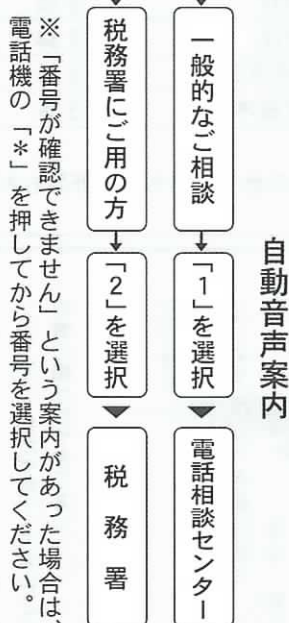 自動音声案内
一般的なご相談
「1」を選択
電話相談センター
税務署にご用の方
「2」を選択
税務署
※「番号が確認できません」という案内があった場合は、
電話機の「＊」を押してから番号を選択してください。